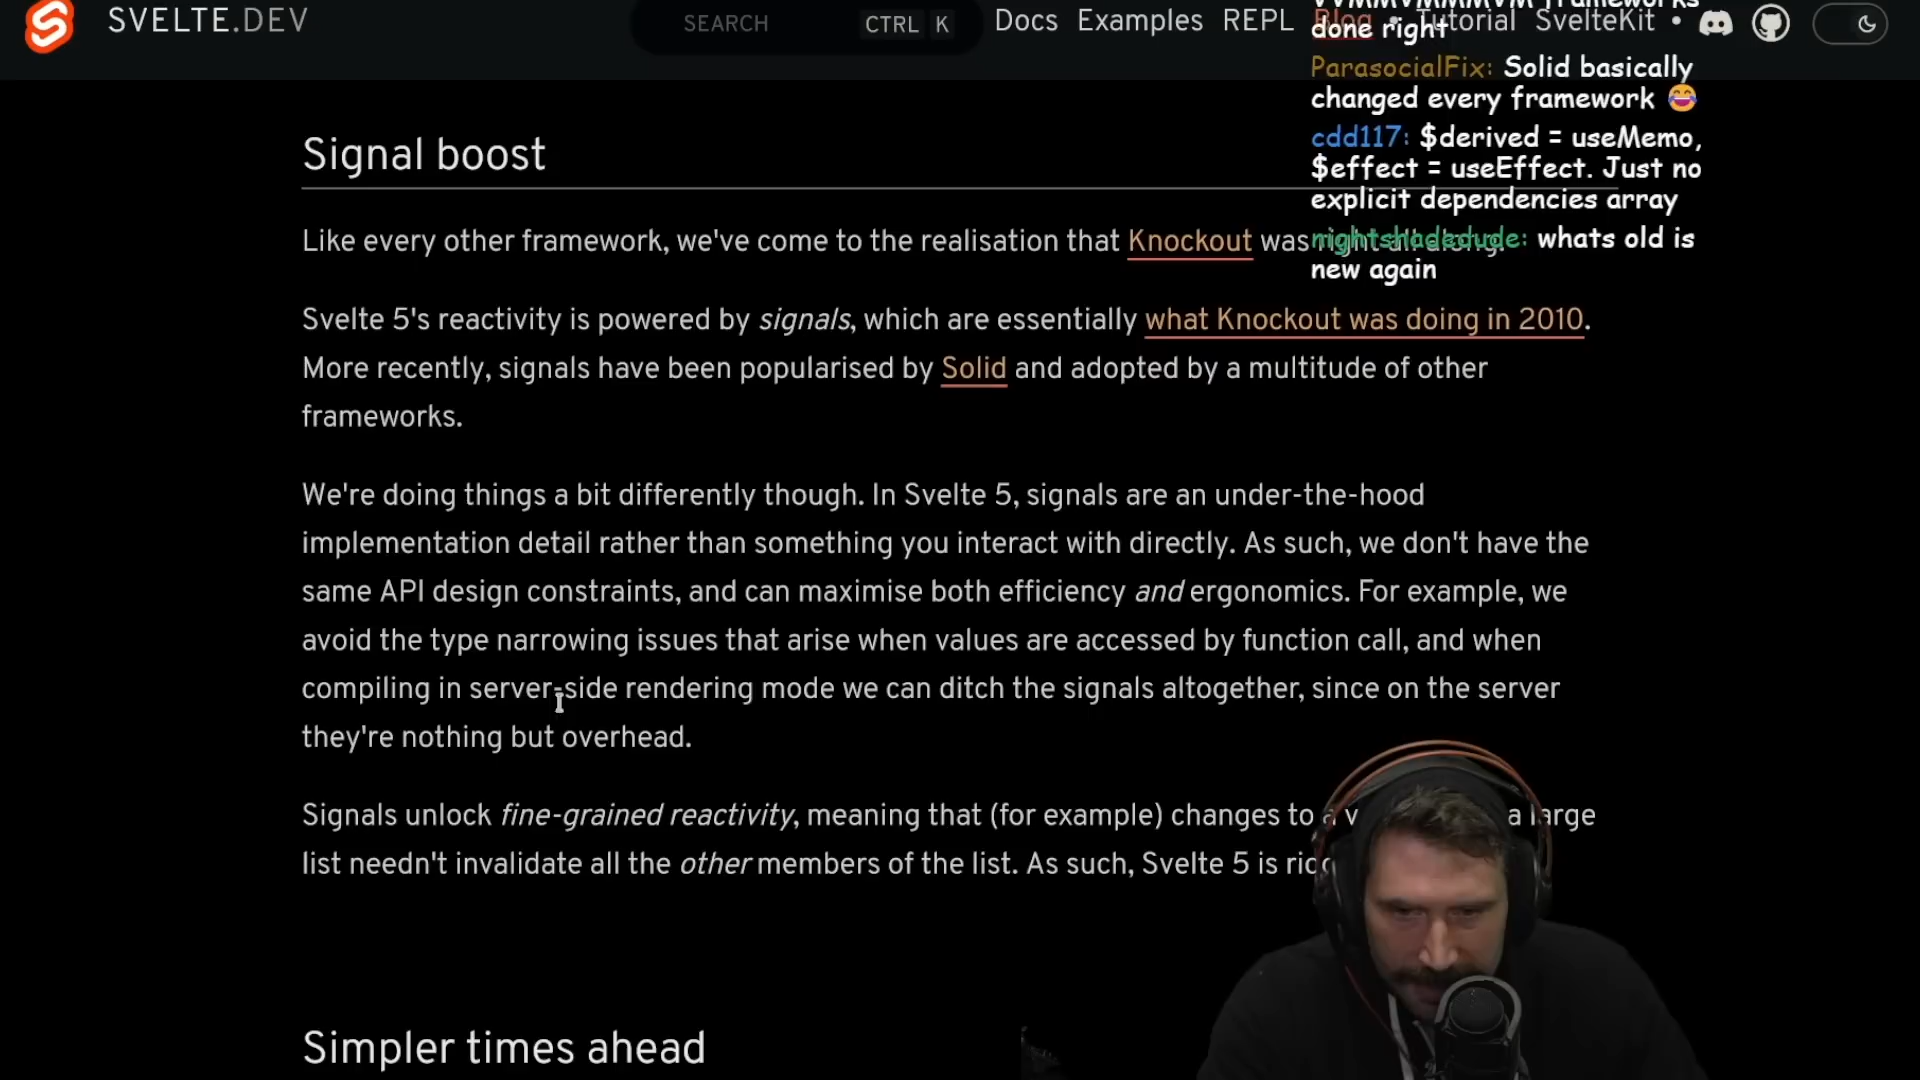 SVELTE.DEV
SEARCH CTRL K
Docs Examples REPL Blog • Tutorial SvelteKit •
frameworks
done right
ParasocialFix: Solid basically
changed every framework 😂
cdd117: $derived = useMemo,
$effect = useEffect. Just no
explicit dependencies array
nightshadedude: whats old is
new again
Signal boost
Like every other framework, we've come to the realisation that Knockout was right all along.
Svelte 5's reactivity is powered by signals, which are essentially what Knockout was doing in 2010.
More recently, signals have been popularised by Solid and adopted by a multitude of other
frameworks.
We're doing things a bit differently though. In Svelte 5, signals are an under-the-hood
implementation detail rather than something you interact with directly. As such, we don't have the
same API design constraints, and can maximise both efficiency and ergonomics. For example, we
avoid the type narrowing issues that arise when values are accessed by function call, and when
compiling in server-side rendering mode we can ditch the signals altogether, since on the server
they're nothing but overhead.
Signals unlock fine-grained reactivity, meaning that (for example) changes to a large
list needn't invalidate all the other members of the list. As such, Svelte 5 is
Simpler times ahead